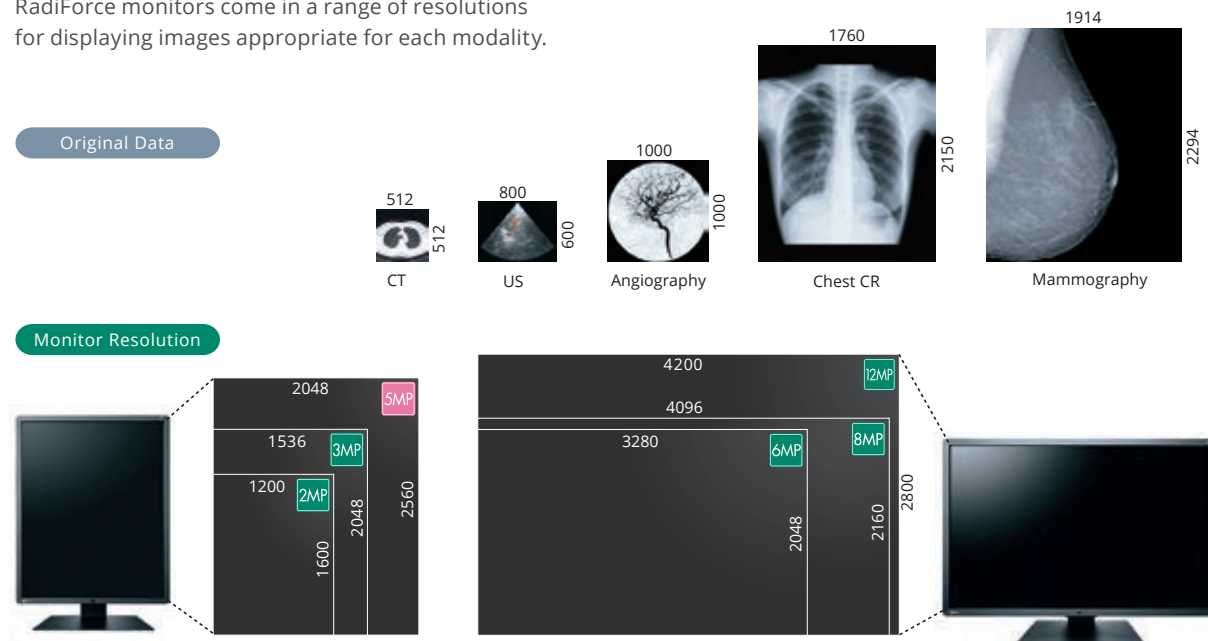 RadiForce monitors come in a range of resolutions
for displaying images appropriate for each modality.
Original Data
512
512
CT
800
600
US
1000
1000
Angiography
1760
2150
Chest CR
1914
2294
Mammography
Monitor Resolution
2048
5MP
2560
1536
3MP
2048
1200
2MP
1600
4200
12MP
2800
4096
8MP
2160
3280
6MP
2048